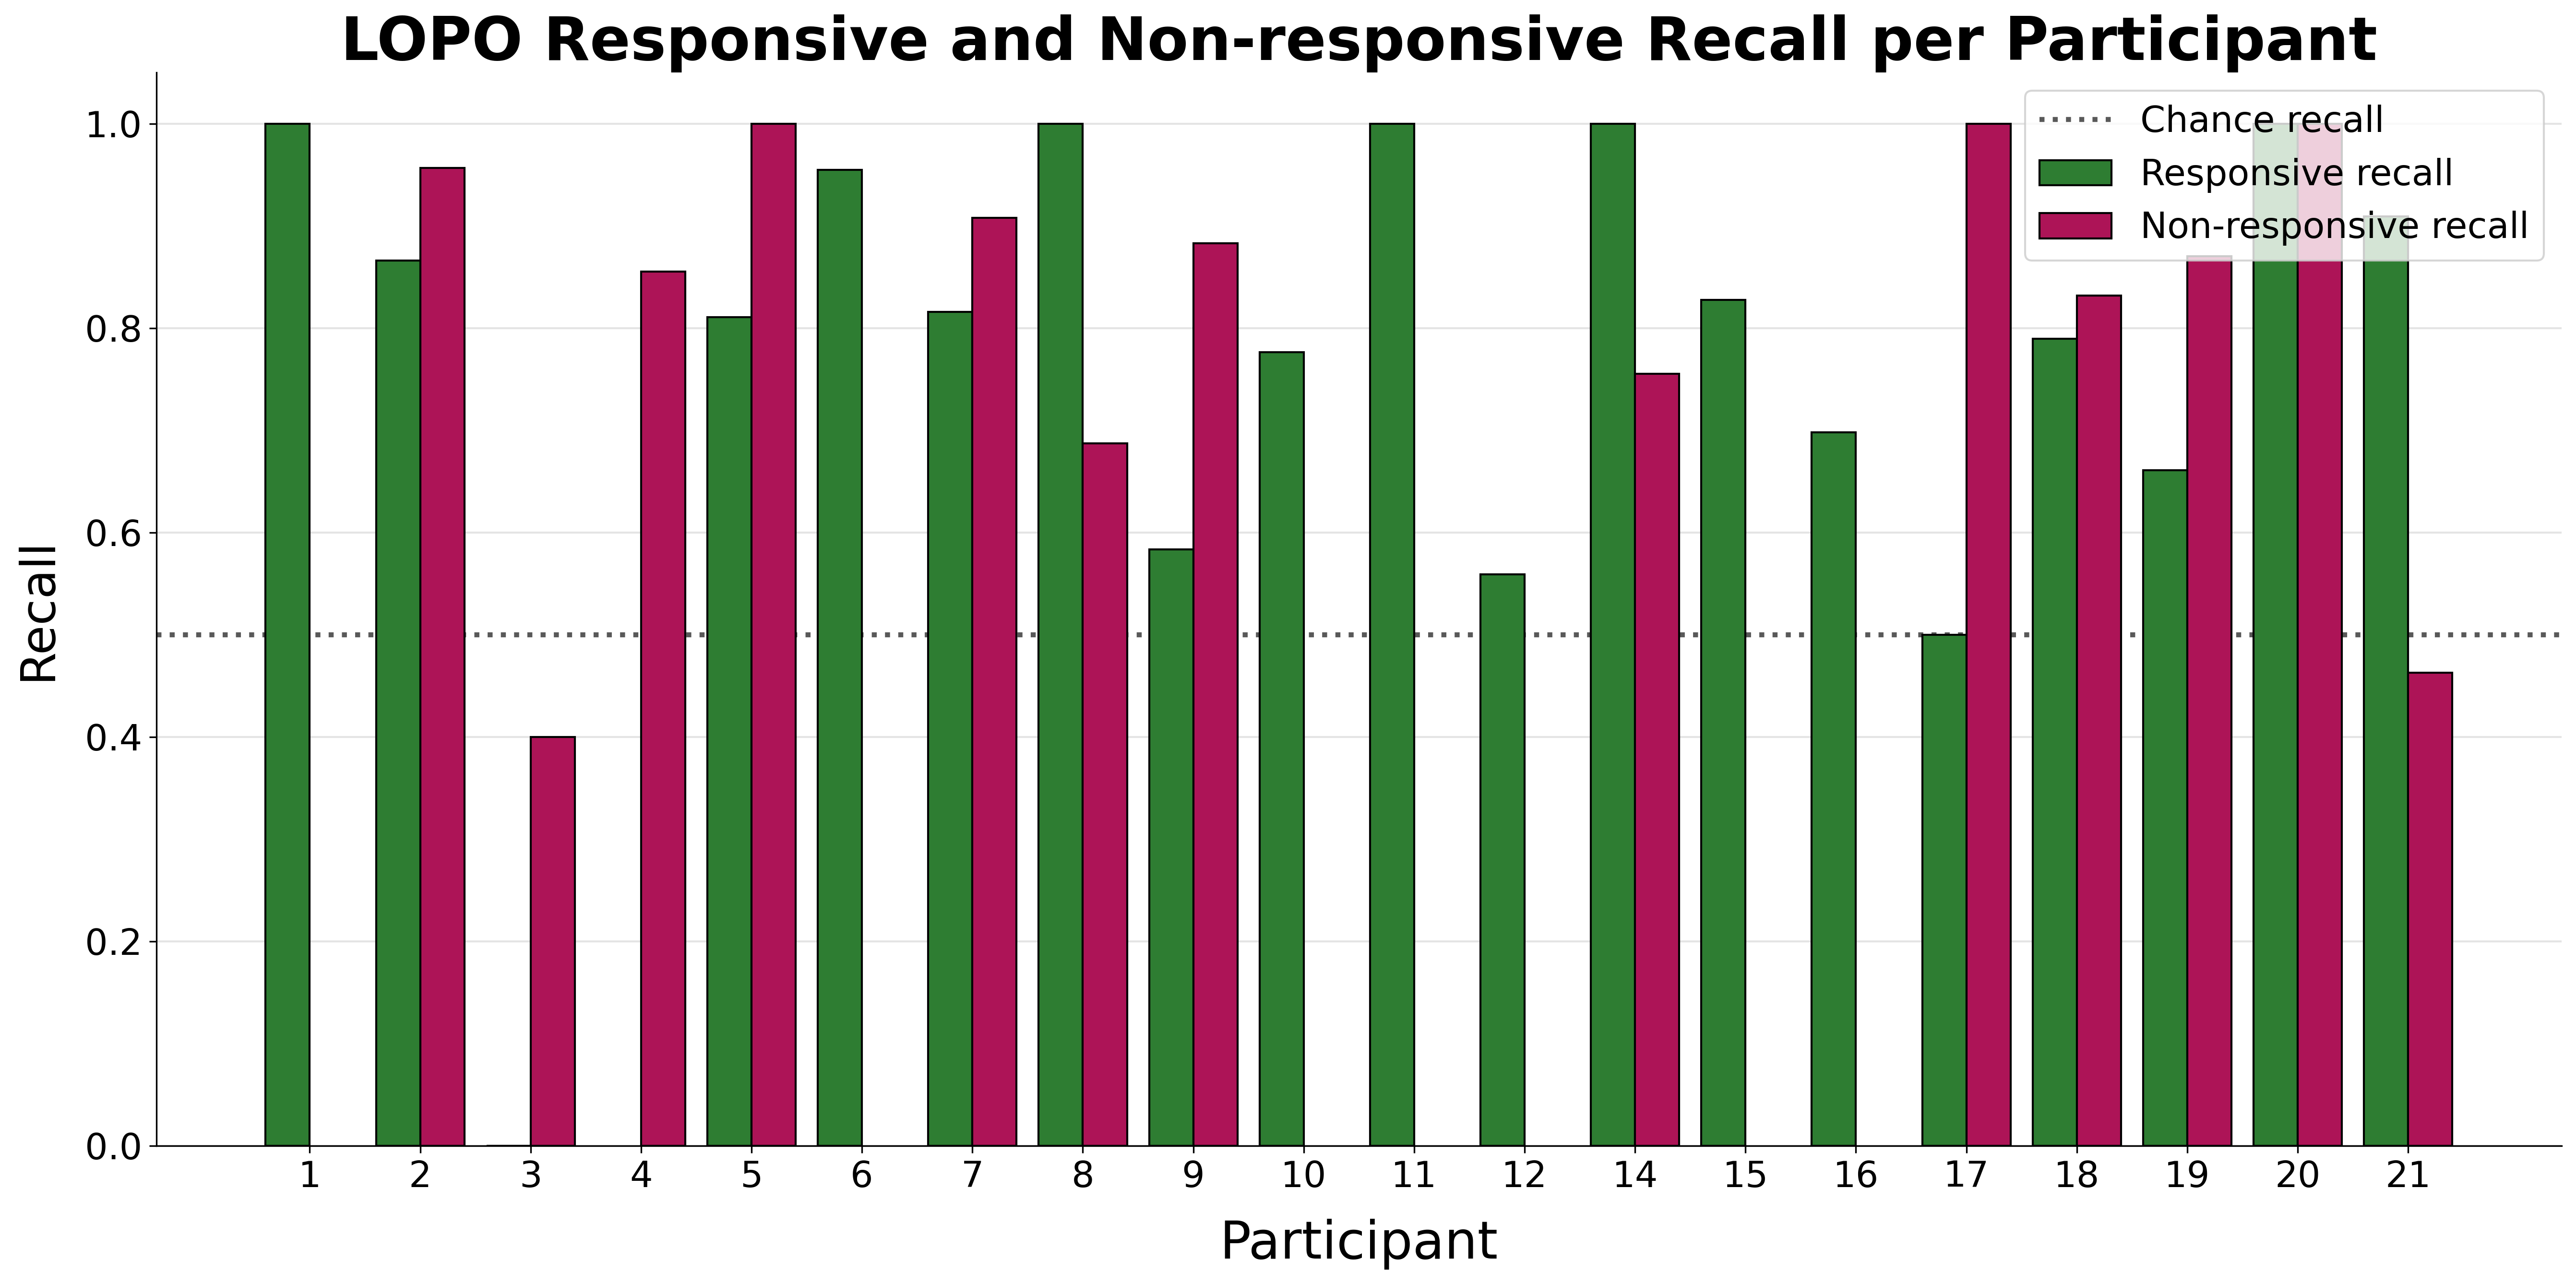 LOPO Responsive and Non-responsive Recall per Participant
Chance recall
Responsive recall
Non-responsive recall
Recall
1.0
0.8
0.6
0.4
0.2
0.0
1 2 3 4 5 6 7 8 9 10 11 12 14 15 16 17 18 19 20 21
Participant